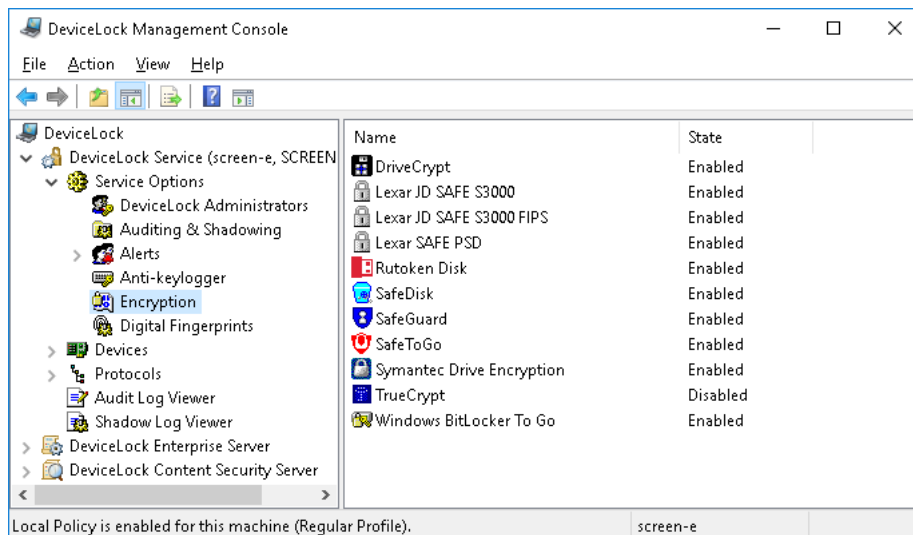 DeviceLock Management Console
File Action View Help
DeviceLock
DeviceLock Service (screen-e, SCREEN
Service Options
DeviceLock Administrators
Auditing & Shadowing
Alerts
Anti-keylogger
Encryption
Digital Fingerprints
Devices
Protocols
Audit Log Viewer
Shadow Log Viewer
DeviceLock Enterprise Server
DeviceLock Content Security Server
Name State
DriveCrypt Enabled
Lexar JD SAFE S3000 Enabled
Lexar JD SAFE S3000 FIPS Enabled
Lexar SAFE PSD Enabled
Rutoken Disk Enabled
SafeDisk Enabled
SafeGuard Enabled
SafeToGo Enabled
Symantec Drive Encryption Enabled
TrueCrypt Disabled
Windows BitLocker To Go Enabled
Local Policy is enabled for this machine (Regular Profile). screen-e